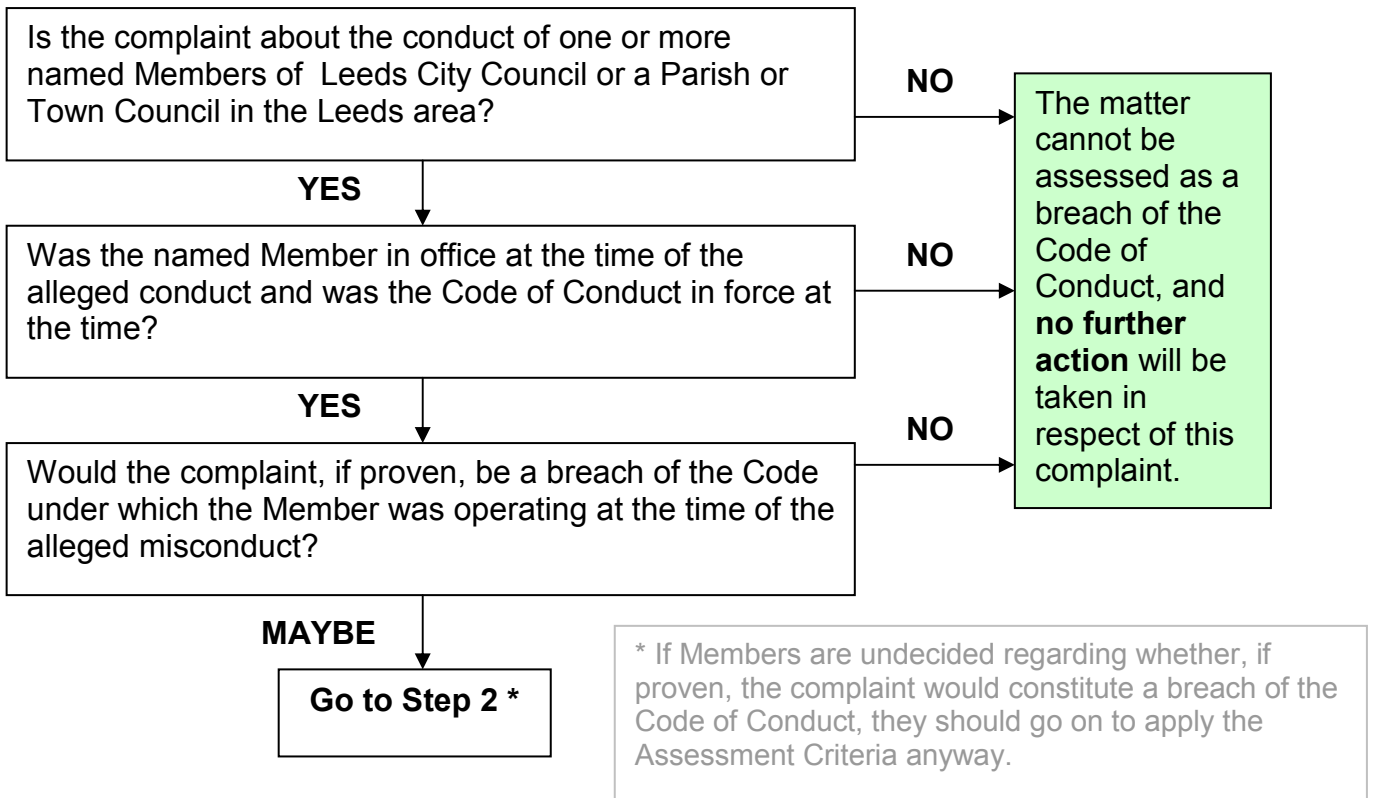 Is the complaint about the conduct of one or more
named Members of  Leeds City Council or a Parish or
Town Council in the Leeds area?
NO
YES
Was the named Member in office at the time of the
alleged conduct and was the Code of Conduct in force at
the time?
NO
YES
Would the complaint, if proven, be a breach of the Code
under which the Member was operating at the time of the
alleged misconduct?
NO
The matter
cannot be
assessed as a
breach of the
Code of
Conduct, and
no further
action will be
taken in
respect of this
complaint.
MAYBE
Go to Step 2 *
* If Members are undecided regarding whether, if
proven, the complaint would constitute a breach of the
Code of Conduct, they should go on to apply the
Assessment Criteria anyway.